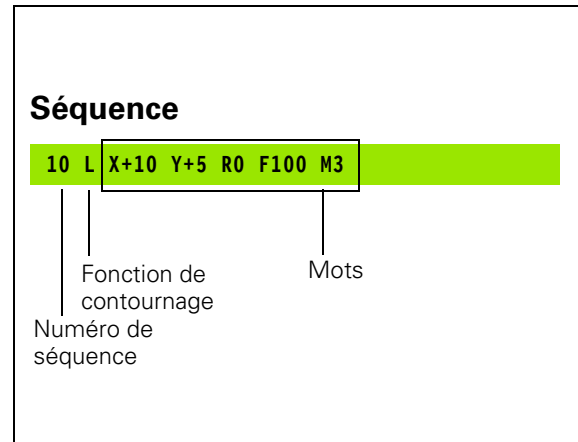 Séquence
10 L X+10 Y+5 R0 F100 M3
Fonction de
contournage
Mots
Numéro de
séquence